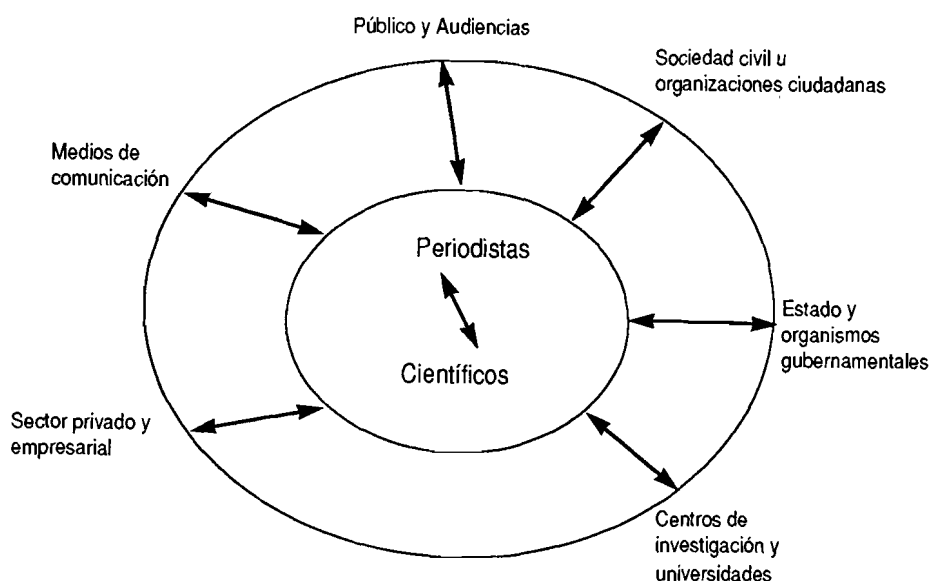 Público y Audiencias
Sociedad civil u
organizaciones ciudadanas
Medios de
comunicación
Periodistas
Científicos
Estado y
organismos
gubernamentales
Sector privado y
empresarial
Centros de
investigación y
universidades